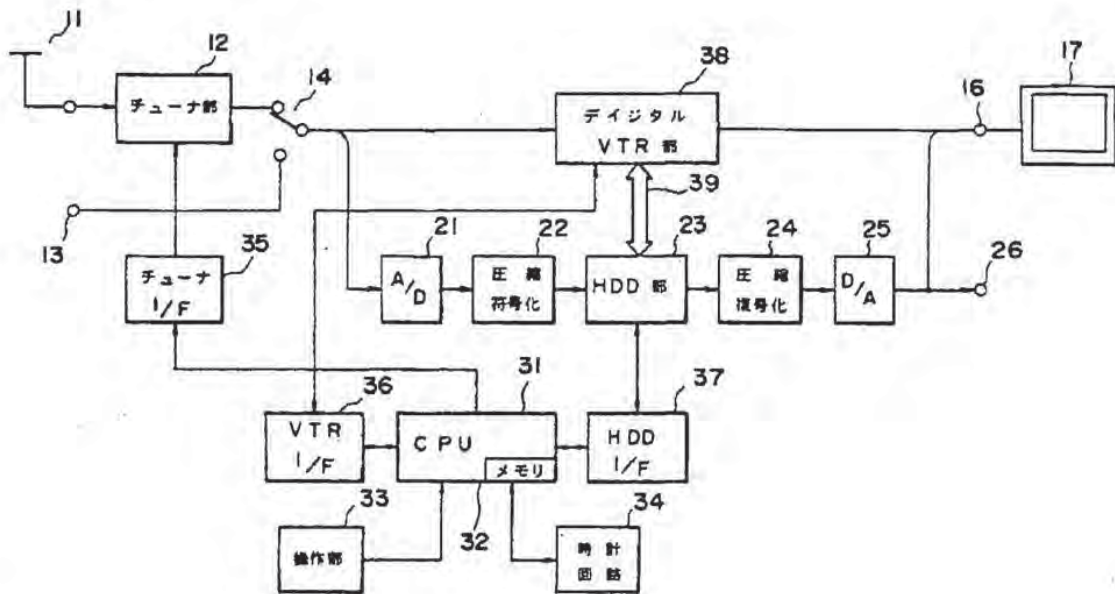 11
12
チューナ部
14
38
デイジタル
VTR部
16
17
39
13
35
チューナ
I/F
21
A/D
22
圧縮
符号化
23
HDD部
24
圧縮
復号化
25
D/A
26
36
VTR
I/F
31
CPU
メモリ
32
37
HDD
I/F
33
操作部
34
時計
回路